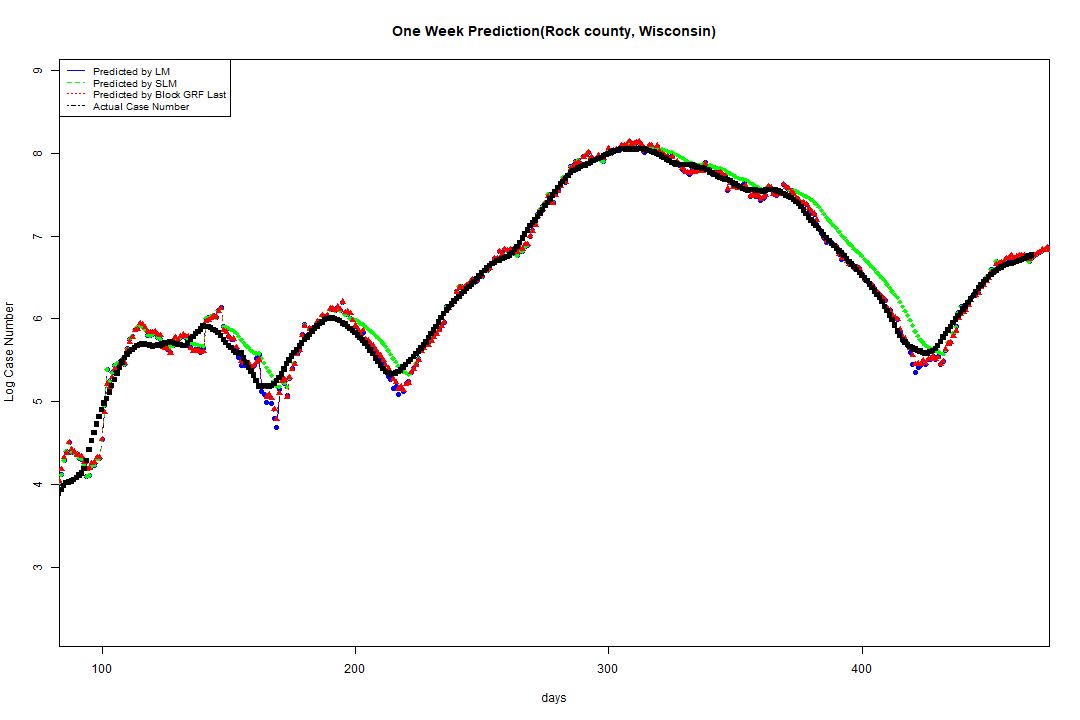 One Week Prediction(Rock county, Wisconsin)
Predicted by LM
Predicted by SLM
Predicted by Block GRF Last
Actual Case Number
9
8
7
6
5
4
3
Log Case Number
100 200 300 400
days